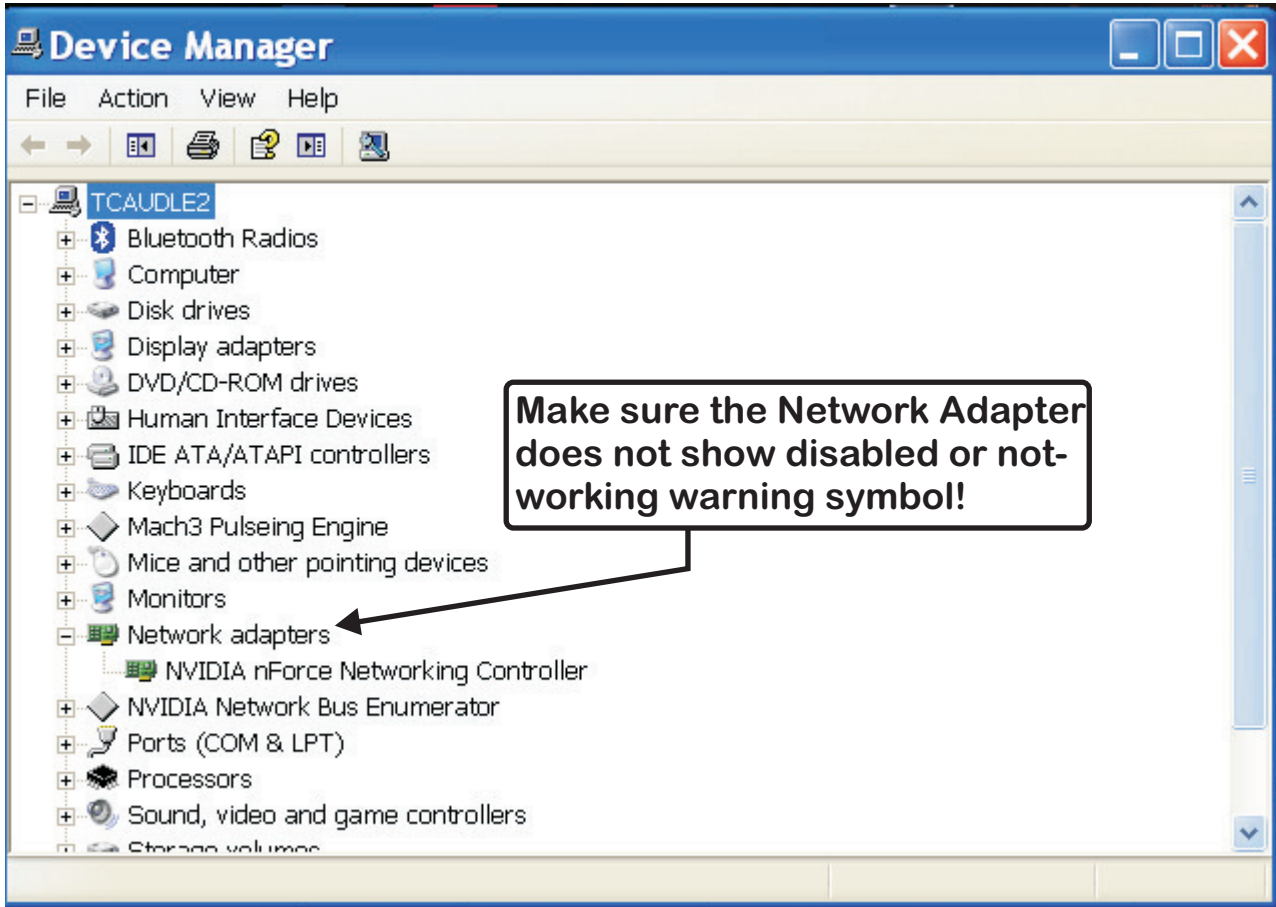 Device Manager
File Action View Help
TCAUDLE2
Bluetooth Radios
Computer
Disk drives
Display adapters
DVD/CD-ROM drives
Human Interface Devices
IDE ATA/ATAPI controllers
Keyboards
Mach3 Pulseing Engine
Mice and other pointing devices
Monitors
Network adapters
NVIDIA nForce Networking Controller
NVIDIA Network Bus Enumerator
Ports (COM & LPT)
Processors
Sound, video and game controllers
Storage volumes
Make sure the Network Adapter
does not show disabled or not-
working warning symbol!